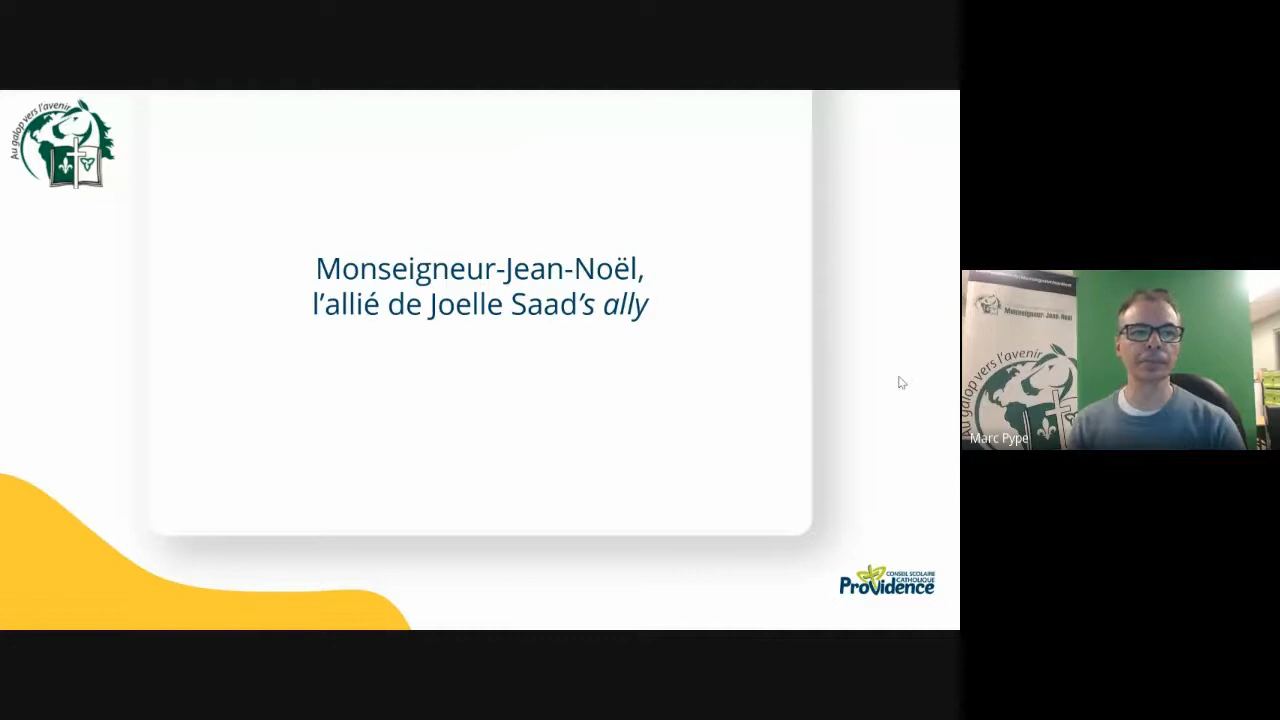 Au galop vers l'avenir
Monseigneur-Jean-Noël,
l'allié de Joelle Saad's ally
CONSEIL SCOLAIRE
CATHOLIQUE
Providence
Monseigneur-Jean-Noël
Au galop vers l'avenir
Marc Pype